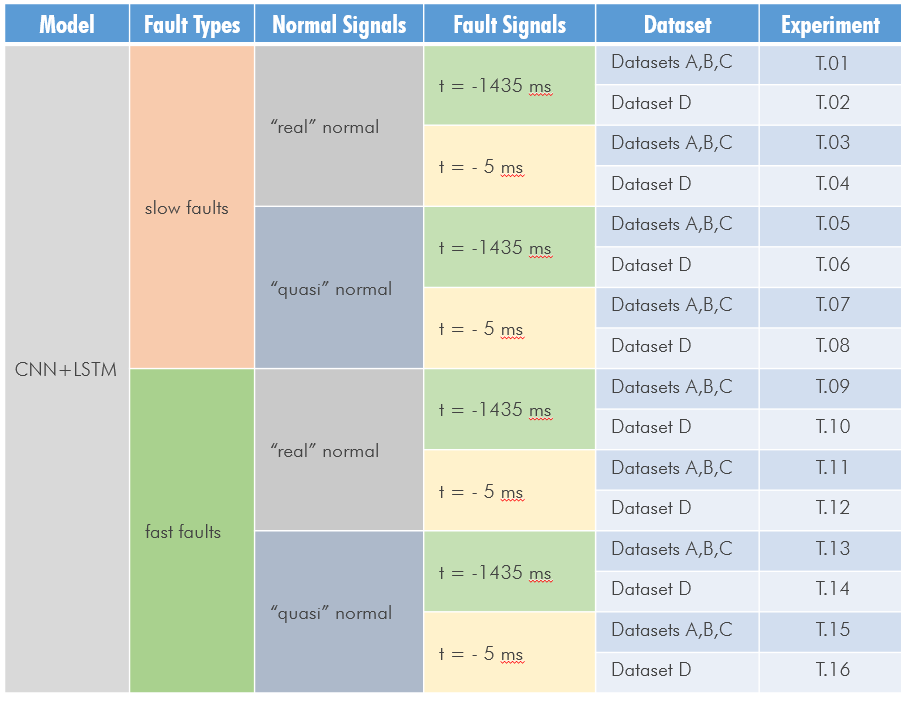 Model Fault Types Normal Signals Fault Signals Dataset Experiment
CNN+LSTM
slow faults
“real” normal
t = -1435 ms
Datasets A,B,C T.01
Dataset D T.02
t = - 5 ms
Datasets A,B,C T.03
Dataset D T.04
“quasi” normal
t = -1435 ms
Datasets A,B,C T.05
Dataset D T.06
t = - 5 ms
Datasets A,B,C T.07
Dataset D T.08
fast faults
“real” normal
t = -1435 ms
Datasets A,B,C T.09
Dataset D T.10
t = - 5 ms
Datasets A,B,C T.11
Dataset D T.12
“quasi” normal
t = -1435 ms
Datasets A,B,C T.13
Dataset D T.14
t = - 5 ms
Datasets A,B,C T.15
Dataset D T.16